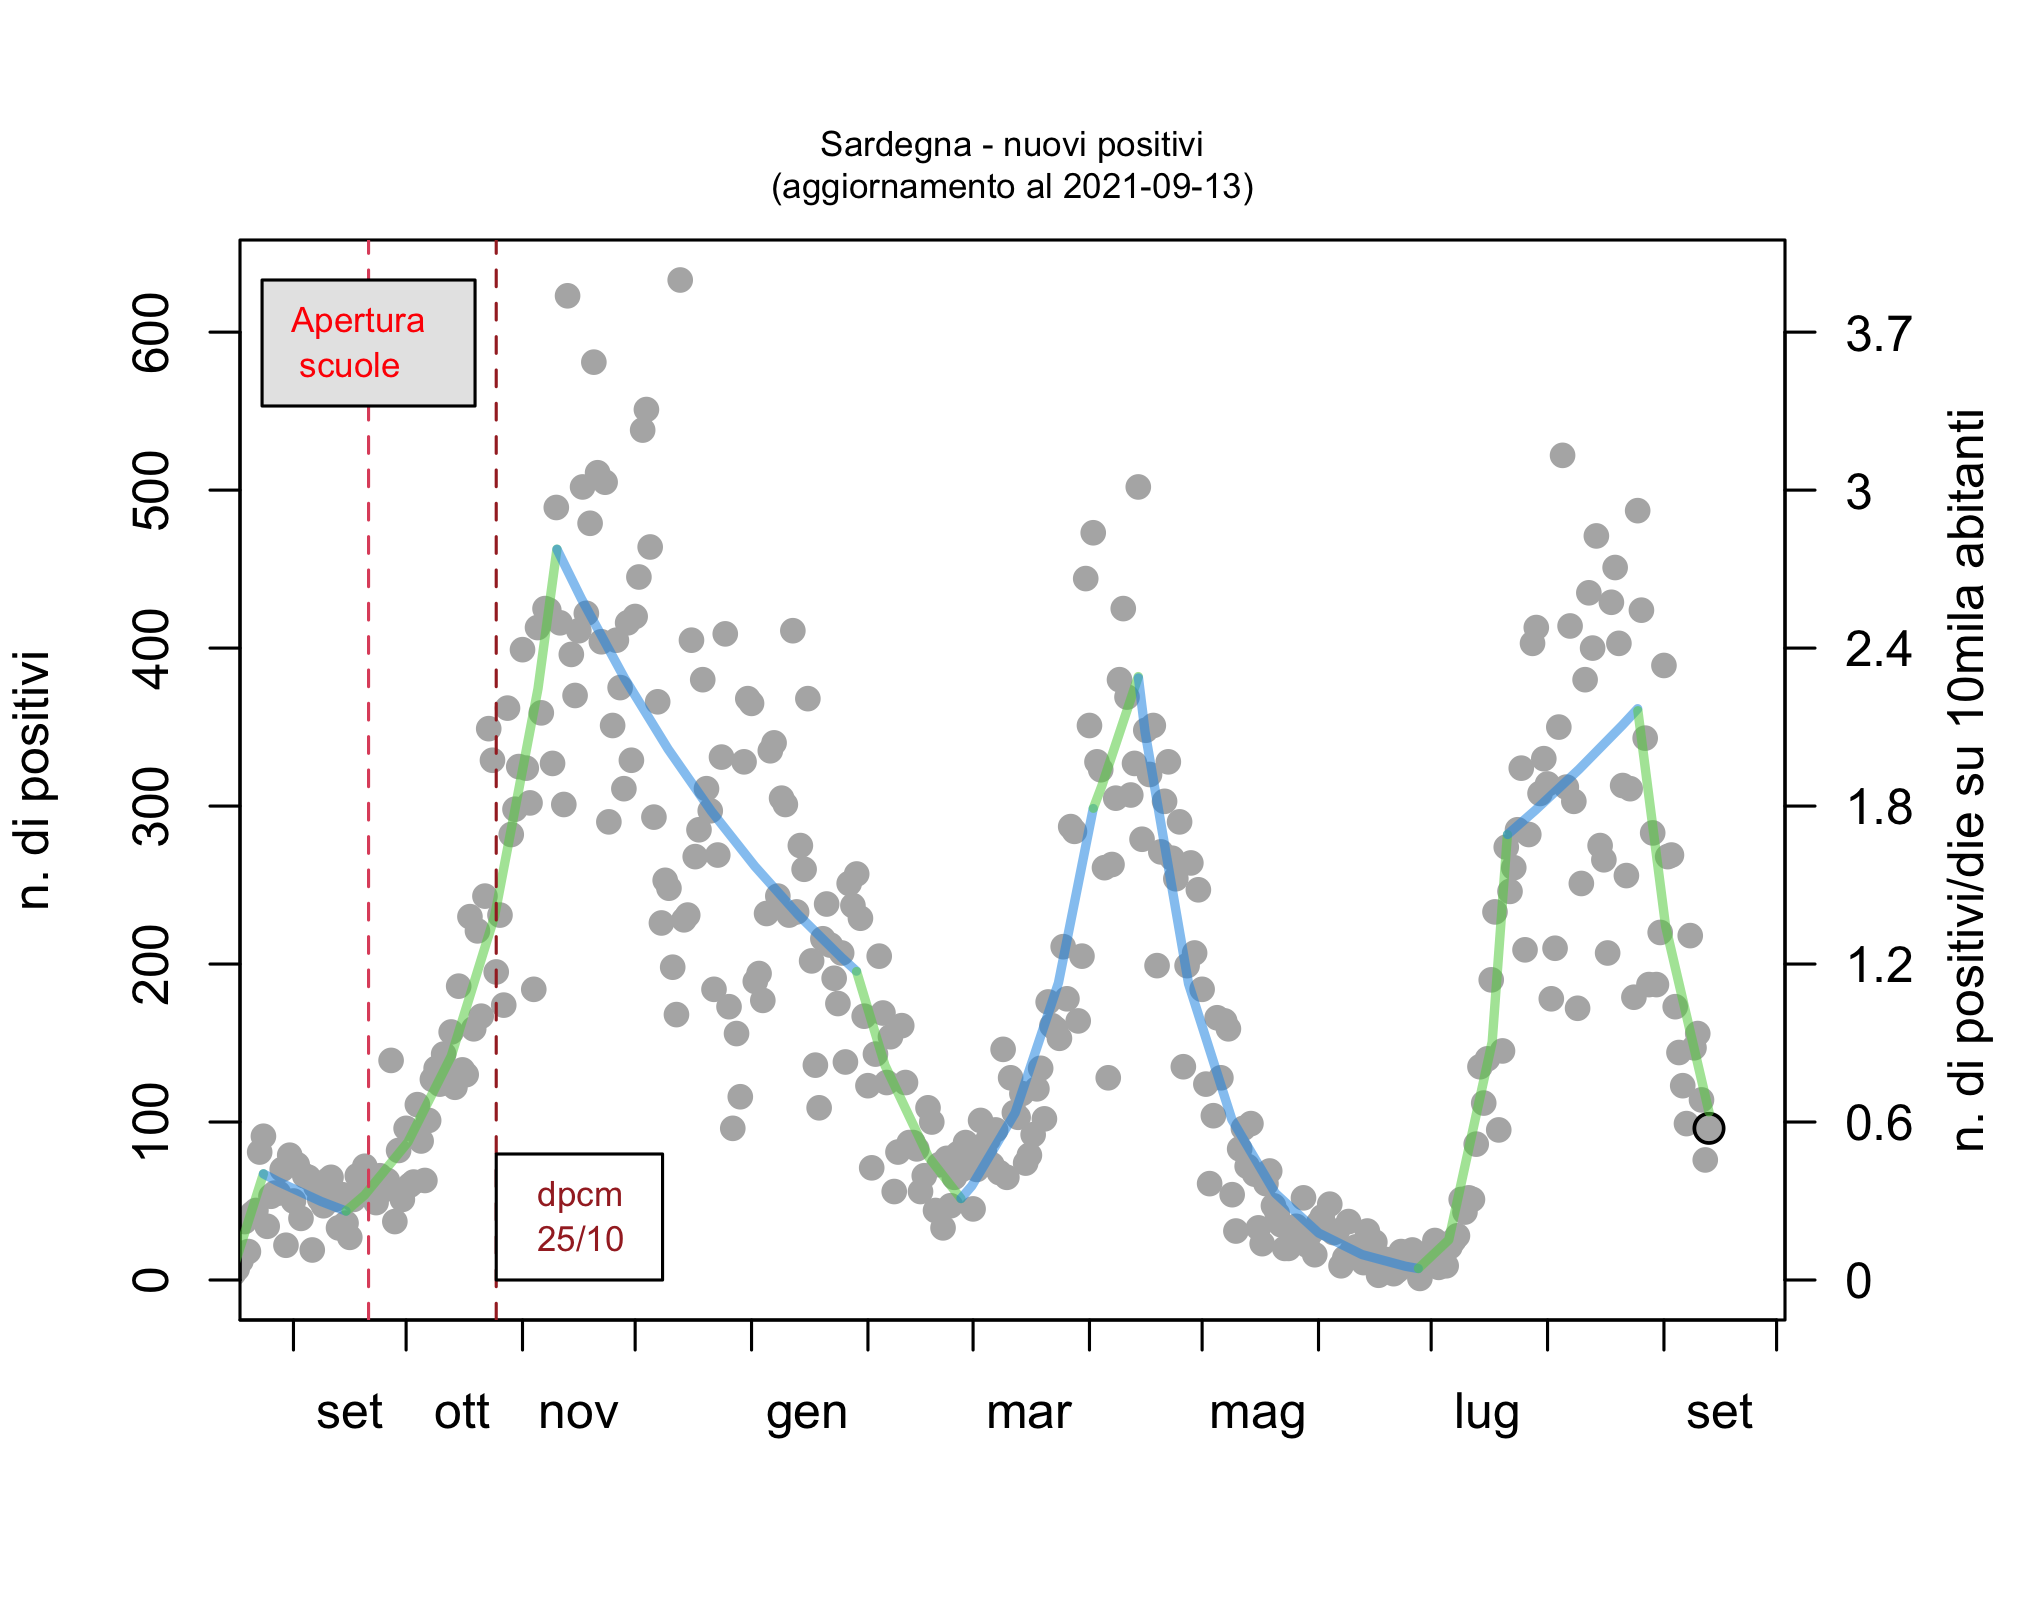 Sardegna - nuovi positivi
(aggiornamento al 2021-09-13)
n. di positivi
600
500
400
300
200
100
0
Apertura
scuole
dpcm
25/10
3.7
3
2.4
1.8
1.2
0.6
0
n. di positivi/die su 10mila abitanti
set ott nov gen mar mag lug set